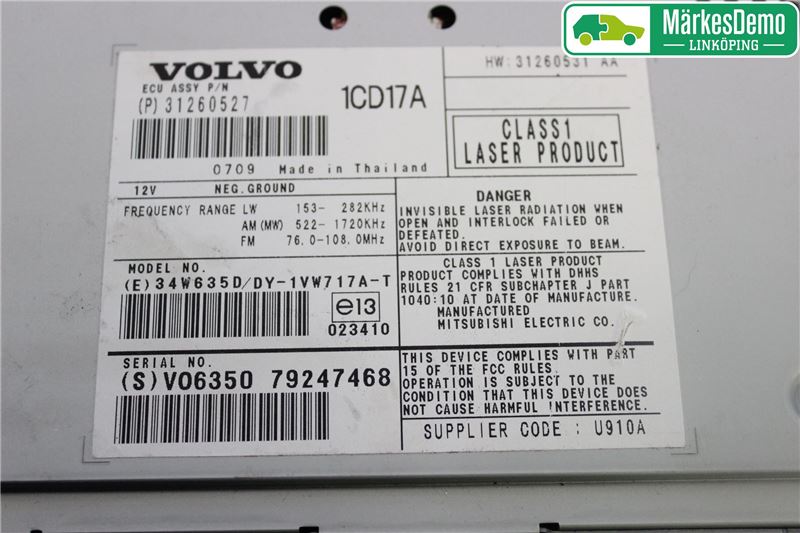 MärkesDemo
LINKÖPING
VOLVO
ECU ASSY P/N
(P) 31260527
1CD17A
HW:31260531 AA
CLASS1
LASER PRODUCT
0709 Made in Thailand
12V NEG.GROUND
FREQUENCY RANGE LW 153- 282KHz
AM(MW) 522-1720KHz
FM 76.0-108.0MHz
DANGER
INVISIBLE LASER RADIATION WHEN
OPEN AND INTERLOCK FAILED OR
DEFEATED.
AVOID DIRECT EXPOSURE TO BEAM.
MODEL NO.
(E) 34W635D/DY-1VW717A-T
e13
023410
CLASS 1 LASER PRODUCT
PRODUCT COMPLIES WITH DHHS
RULES 21 CFR SUBCHAPTER J PART
1040:10 AT DATE OF MANUFACTURE.
MANUFACTURED
MITSUBISHI ELECTRIC CO.
SERIAL NO.
(S) V06350 79247468
THIS DEVICE COMPLIES WITH PART
15 OF THE FCC RULES.
OPERATION IS SUBJECT TO THE
CONDITION THAT THIS DEVICE DOES
NOT CAUSE HARMFUL INTERFERENCE.
SUPPLIER CODE : U910A